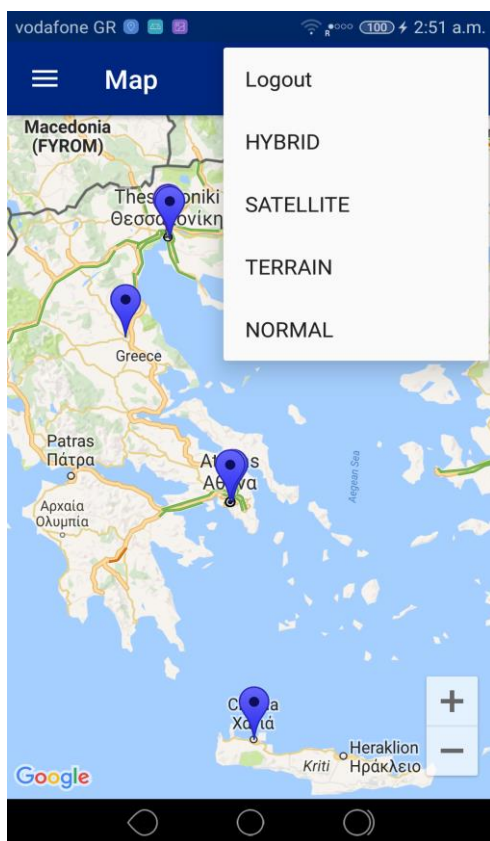 vodafone GR
R
100
2:51 a.m.
Map
Logout
HYBRID
SATELLITE
TERRAIN
NORMAL
Macedonia
(FYROM)
Greece
Patras
Πάτρα
Αρχαία
Ολυμπία
Aegean Sea
Heraklion
Ηράκλειο
Kriti
Google
+
−